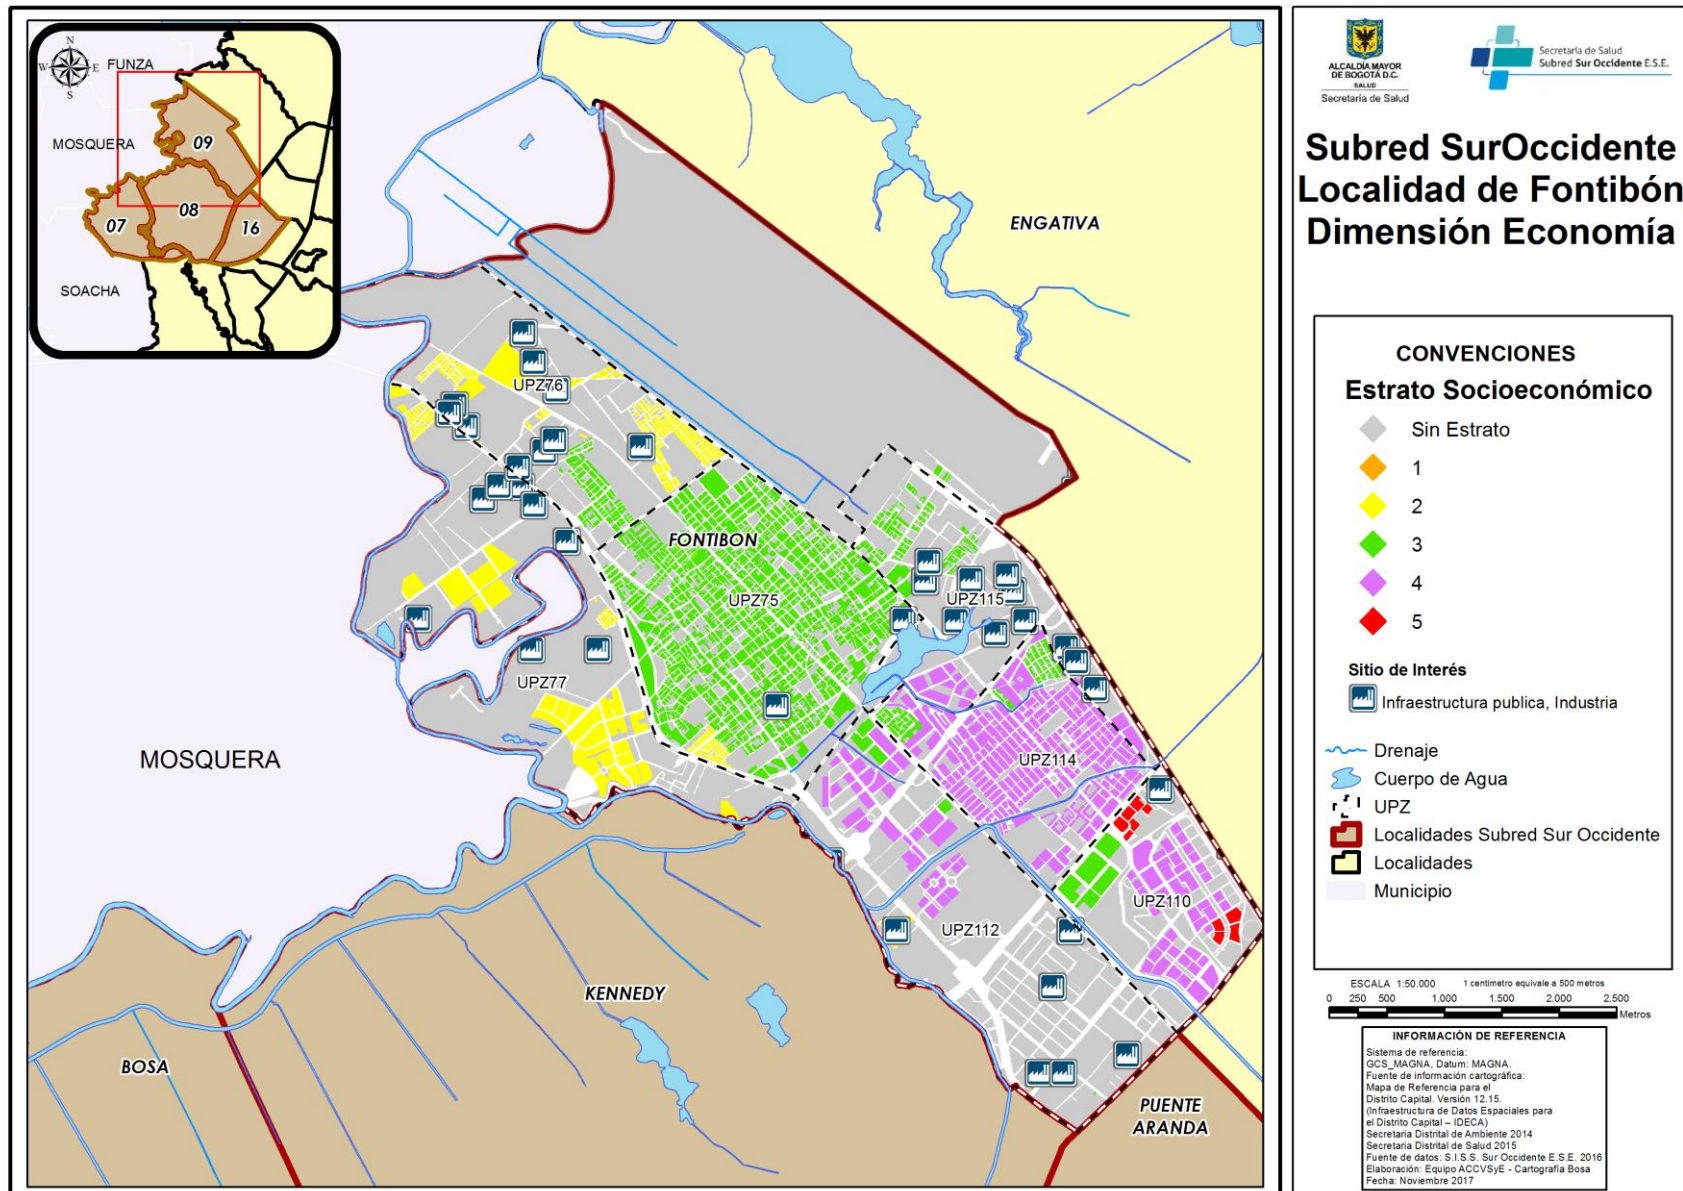 N
W
E
S
FUNZA
MOSQUERA
09
08
07
16
SOACHA
ENGATIVA
UPZ76
FONTIBON
UPZ75
UPZ115
UPZ77
MOSQUERA
UPZ114
UPZ110
UPZ112
KENNEDY
BOSA
PUENTE
ARANDA
ALCALDÍA MAYOR
DE BOGOTÁ D.C.
SALUD
Secretaría de Salud
Secretaría de Salud
Subred Sur Occidente E.S.E.
Subred SurOccidente
Localidad de Fontibón
Dimensión Economía
CONVENCIONES
Estrato Socioeconómico
Sin Estrato
1
2
3
4
5
Sitio de Interés
Infraestructura publica, Industria
Drenaje
Cuerpo de Agua
UPZ
Localidades Subred Sur Occidente
Localidades
Municipio
ESCALA 1:50.000 1 centimetro equivale a 500 metros
0 250 500 1.000 1.500 2.000 2.500
Metros
INFORMACIÓN DE REFERENCIA
Sistema de referencia:
GCS_MAGNA, Datum: MAGNA.
Fuente de información cartográfica:
Mapa de Referencia para el
Distrito Capital. Versión 12.15.
(Infraestructura de Datos Espaciales para
el Distrito Capital – IDECA)
Secretaria Distrital de Ambiente 2014
Secretaria Distrital de Salud 2015
Fuente de datos: S.I.S.S. Sur Occidente E.S.E. 2016
Elaboración: Equipo ACCVSyE - Cartografía Bosa
Fecha: Noviembre 2017